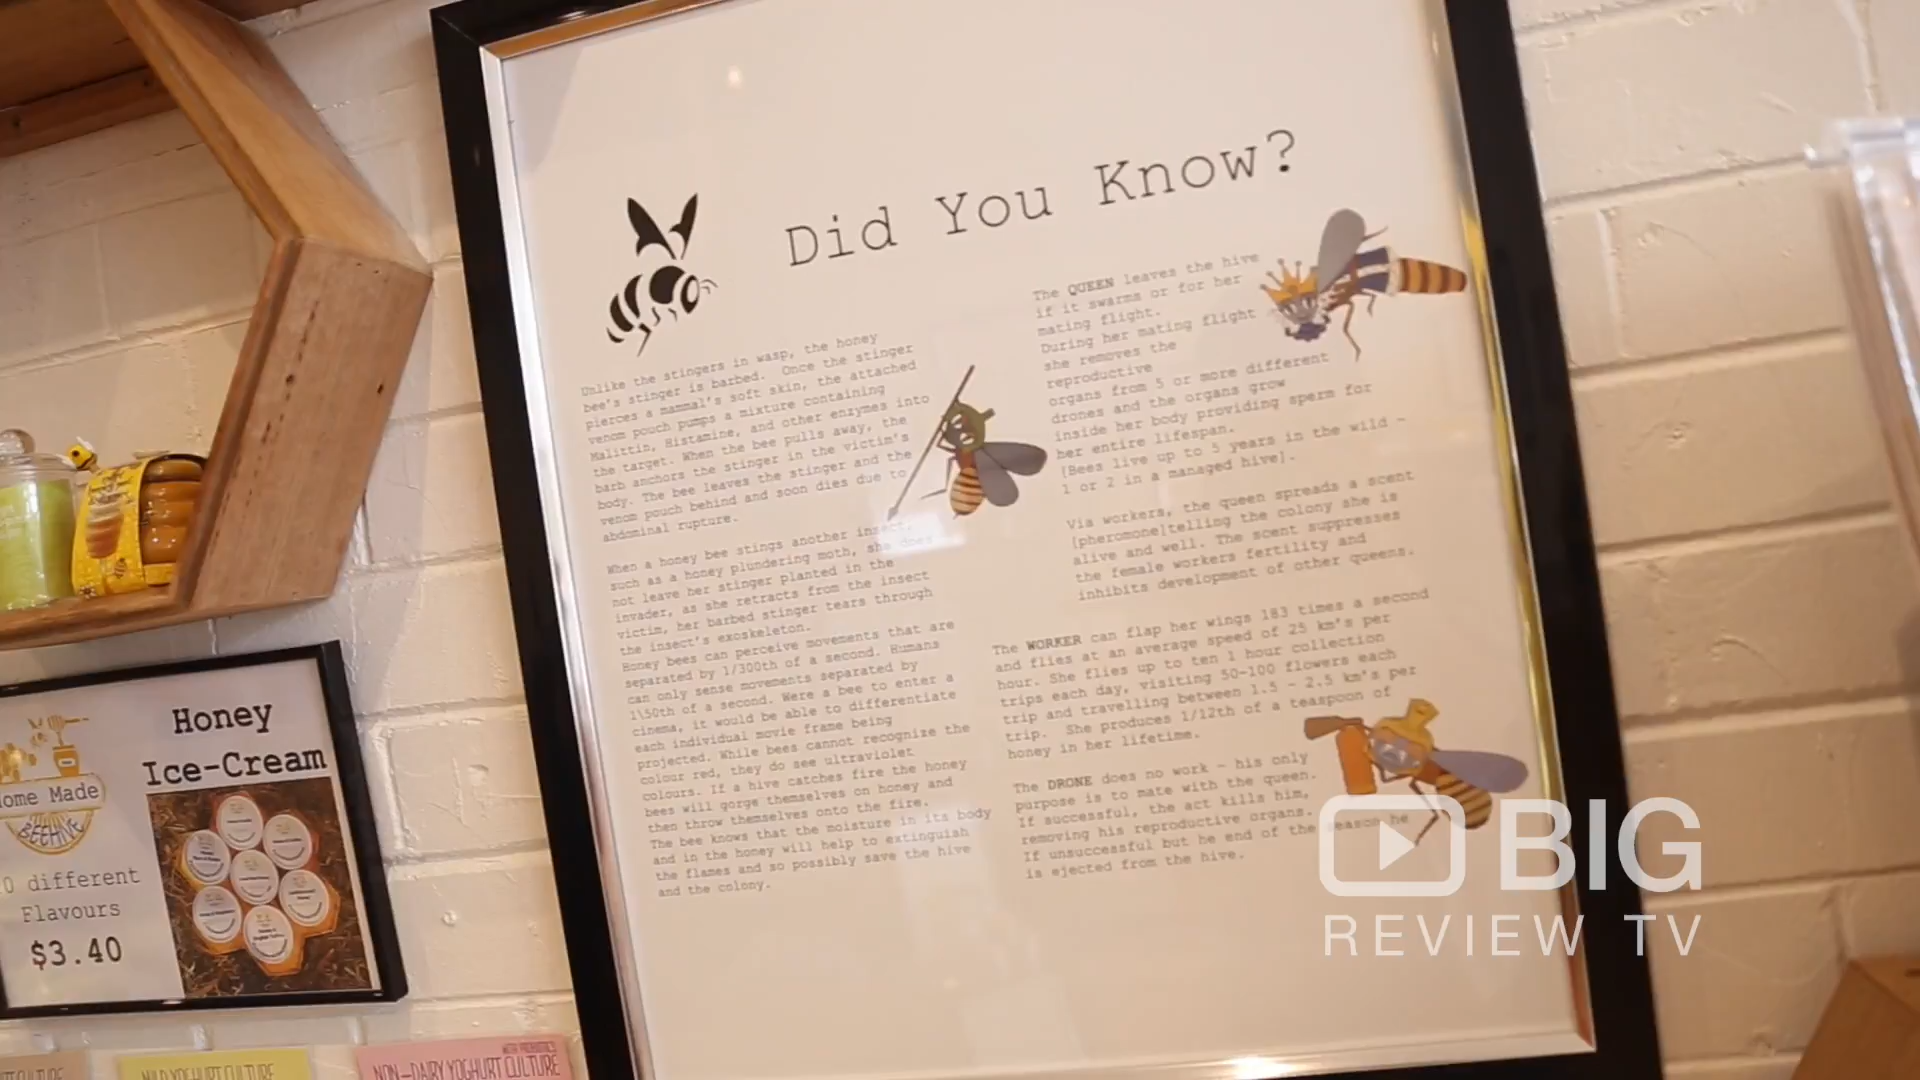 Did You Know?
Unlike the stingers in wasp, the honey
bee's stinger is barbed. Once the stinger
pierces a mammal's soft skin, the attached
venom pouch pumps a mixture containing
Malittin, Histamine, and other enzymes into
the target. When the bee pulls away, the
barb anchors the stinger in the victim's
body. The bee leaves the stinger and the
venom pouch behind and soon dies due to
abdominal rupture.
When a honey bee stings another insect,
such as a honey plundering moth, she does
not leave her stinger planted in the
invader, as she retracts from the insect
victim, her barbed stinger tears through
the insect's exoskeleton.
Honey bees can perceive movements that are
separated by 1/300th of a second. Humans
can only sense movements separated by
1\50th of a second. Were a bee to enter a
cinema, it would be able to differentiate
each individual movie frame being
projected. While bees cannot recognize the
colour red, they do see ultraviolet
colours. If a hive catches fire the honey
bees will gorge themselves on honey and
then throw themselves onto the fire.
The bee knows that the moisture in its body
and in the honey will help to extinguish
the flames and so possibly save the hive
and the colony.
The QUEEN leaves the hive
if it swarms or for her
mating flight.
During her mating flight
she removes the
reproductive
organs from 5 or more different
drones and the organs grow
inside her body providing sperm for
her entire lifespan.
[Bees live up to 5 years in the wild -
1 or 2 in a managed hive].
Via workers, the queen spreads a scent
[pheromone]telling the colony she is
alive and well. The scent suppresses
the female workers fertility and
inhibits development of other queens.
The WORKER can flap her wings 183 times a second
and flies at an average speed of 25 km's per
hour. She flies up to ten 1 hour collection
trips each day, visiting 50-100 flowers each
trip and travelling between 1.5 - 2.5 km's per
trip. She produces 1/12th of a teaspoon of
honey in her lifetime.
The DRONE does no work - his only
purpose is to mate with the queen.
If successful, the act kills him,
removing his reproductive organs.
If unsuccessful but he end of the season he
is ejected from the hive.
Honey
Ice-Cream
ome Made
BEEHIVE
0 different
Flavours
$3.40
WILD YOGHURT CULTURE
WITH PROBIOTICS
NON-DAIRY YOGHURT CULTURE
BIG
REVIEW TV